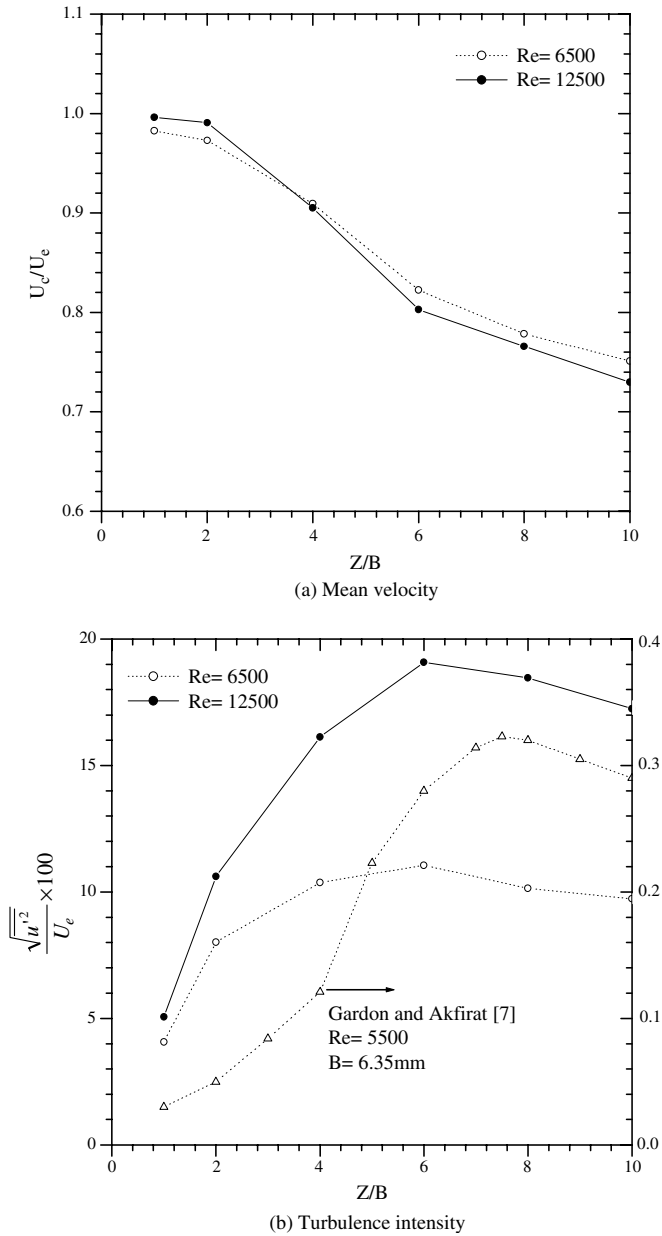 1.1
1.0
0.9
0.8
0.7
0.6
U_c/U_e
Re= 6500
Re= 12500
0 2 4 6 8 10
Z/B
(a) Mean velocity
20
15
10
5
0
0.4
0.3
0.2
0.1
0.0
√u'² / U_e ×100
Re= 6500
Re= 12500
Gardon and Akfirat [7]
Re= 5500
B= 6.35mm
0 2 4 6 8 10
Z/B
(b) Turbulence intensity